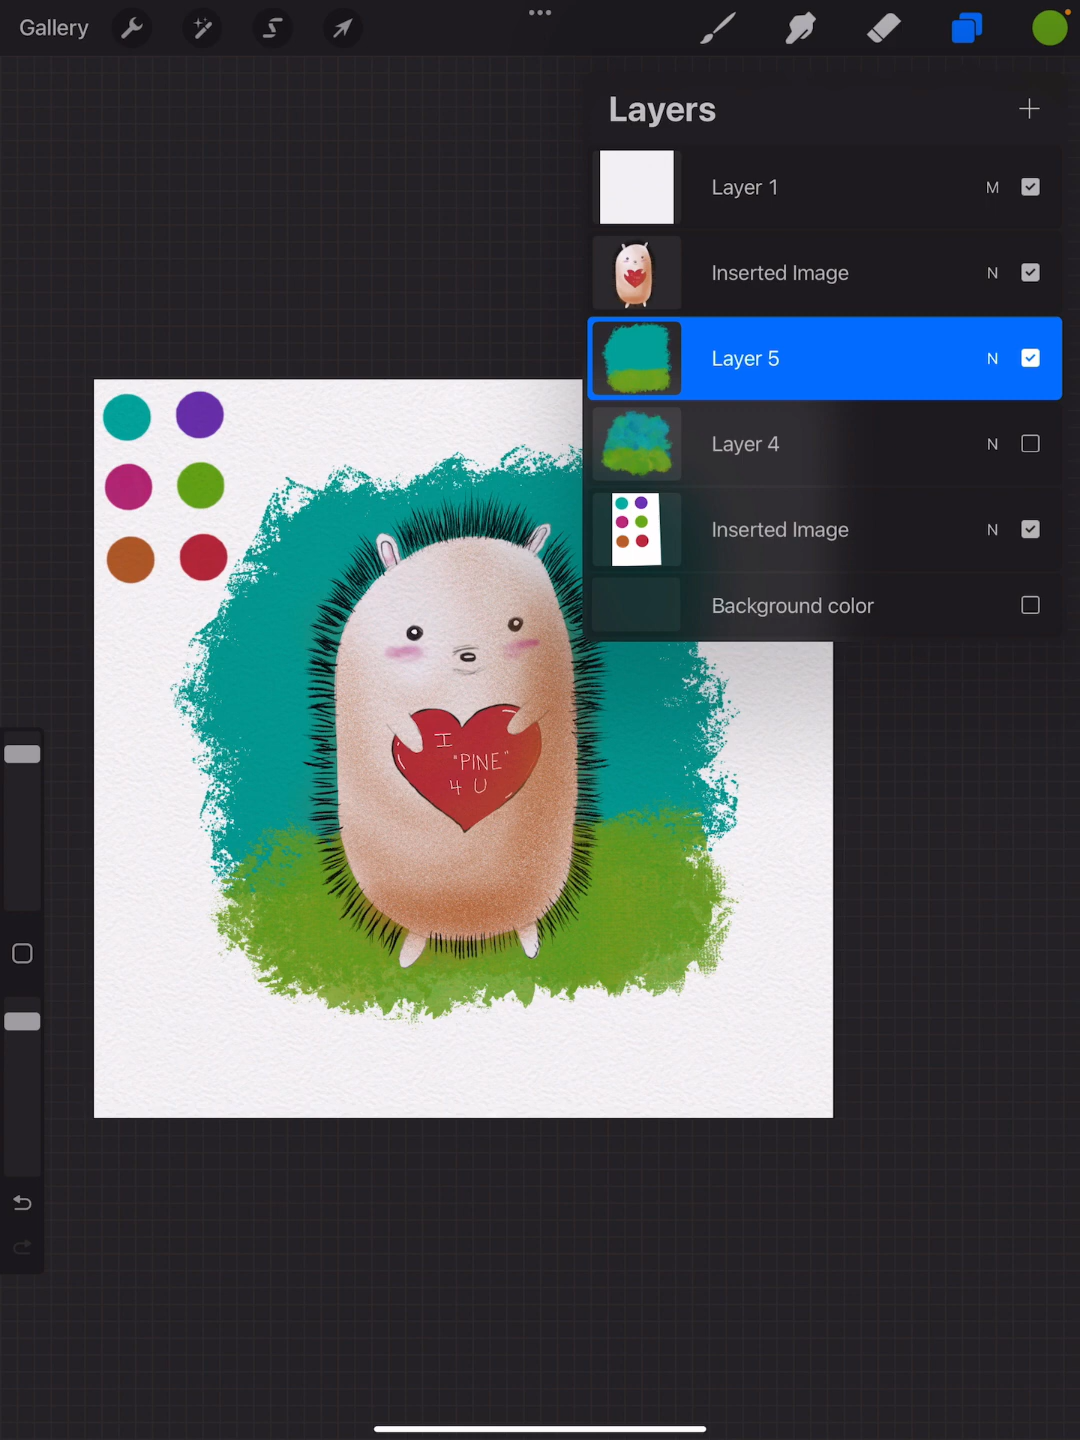 Gallery
Layers
Layer 1 M
Inserted Image N
Layer 5 N
Layer 4 N
Inserted Image N
Background color
I
"PINE"
4 U